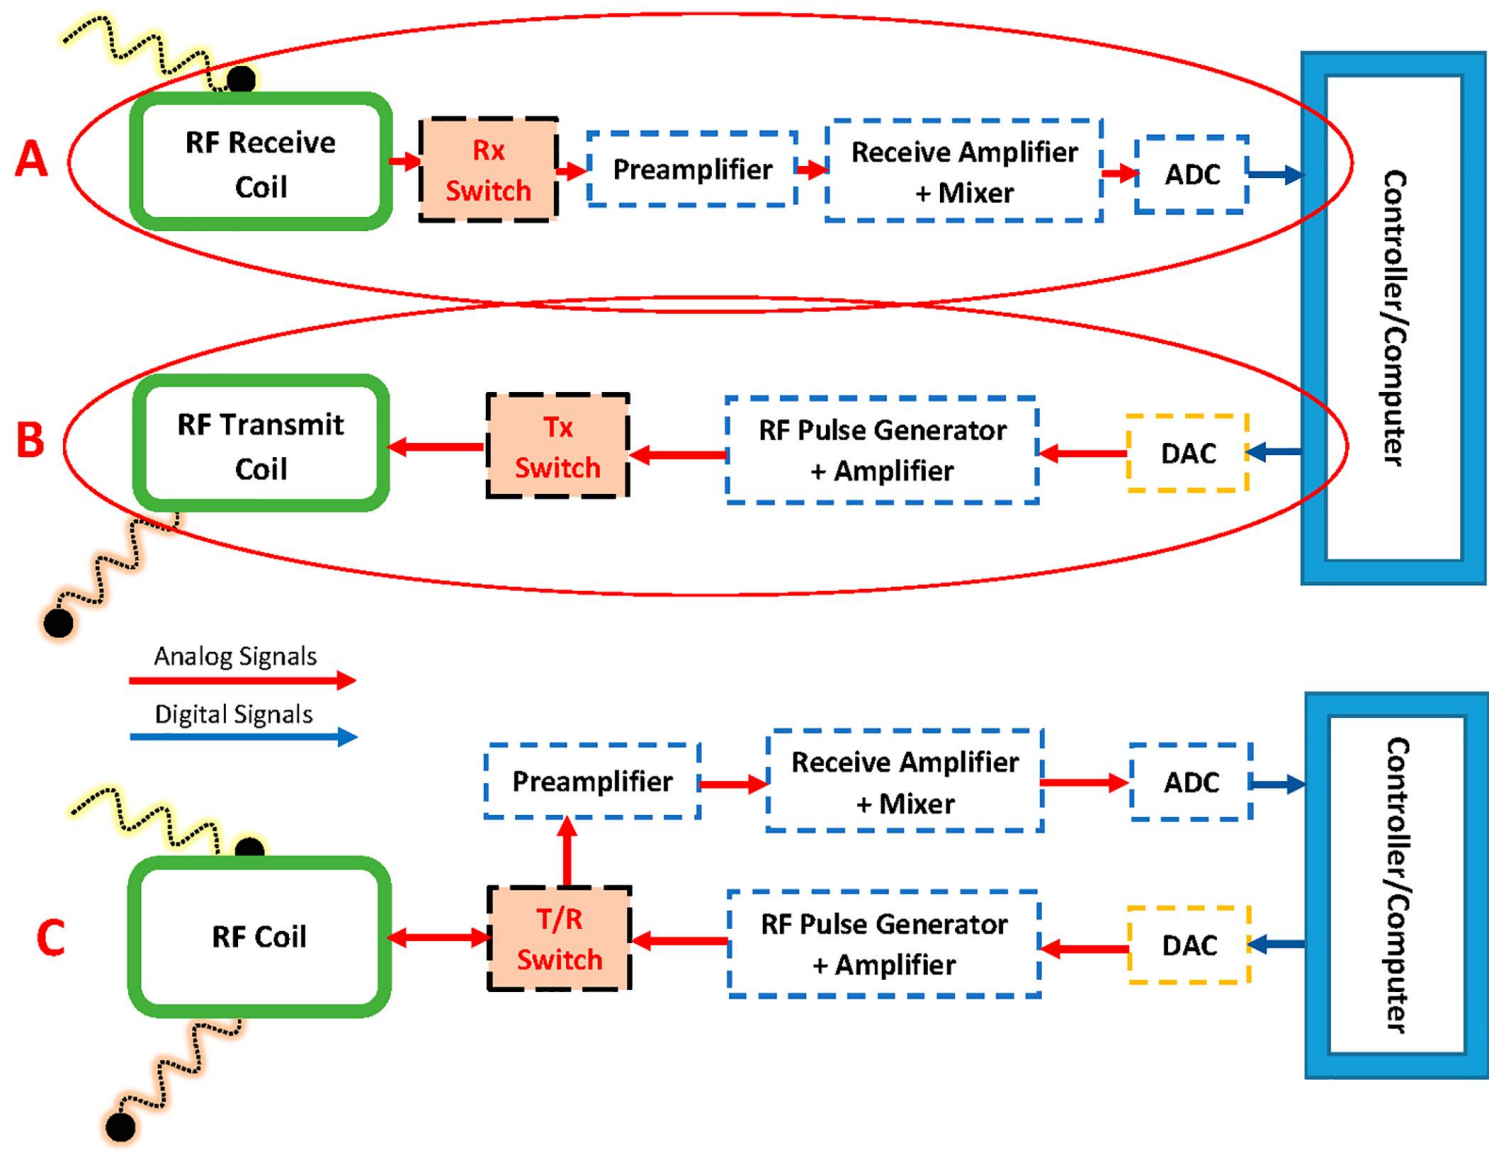 A
RF Receive
Coil
Rx
Switch
Preamplifier
Receive Amplifier
+ Mixer
ADC
Controller/Computer
B
RF Transmit
Coil
Tx
Switch
RF Pulse Generator
+ Amplifier
DAC
Analog Signals
Digital Signals
C
RF Coil
T/R
Switch
Preamplifier
Receive Amplifier
+ Mixer
ADC
RF Pulse Generator
+ Amplifier
DAC
Controller/Computer